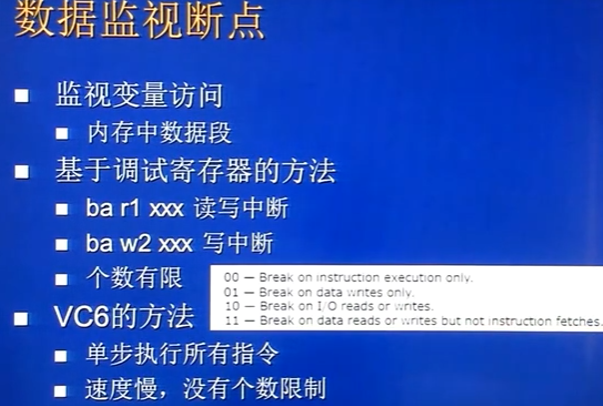 数据监视断点
监视变量访问
内存中数据段
基于调试寄存器的方法
ba r1 xxx 读写中断
ba w2 xxx 写中断
个数有限
00 — Break on instruction execution only.
01 — Break on data writes only.
10 — Break on I/O reads or writes.
11 — Break on data reads or writes but not instruction fetches.
VC6的方法
单步执行所有指令
速度慢，没有个数限制